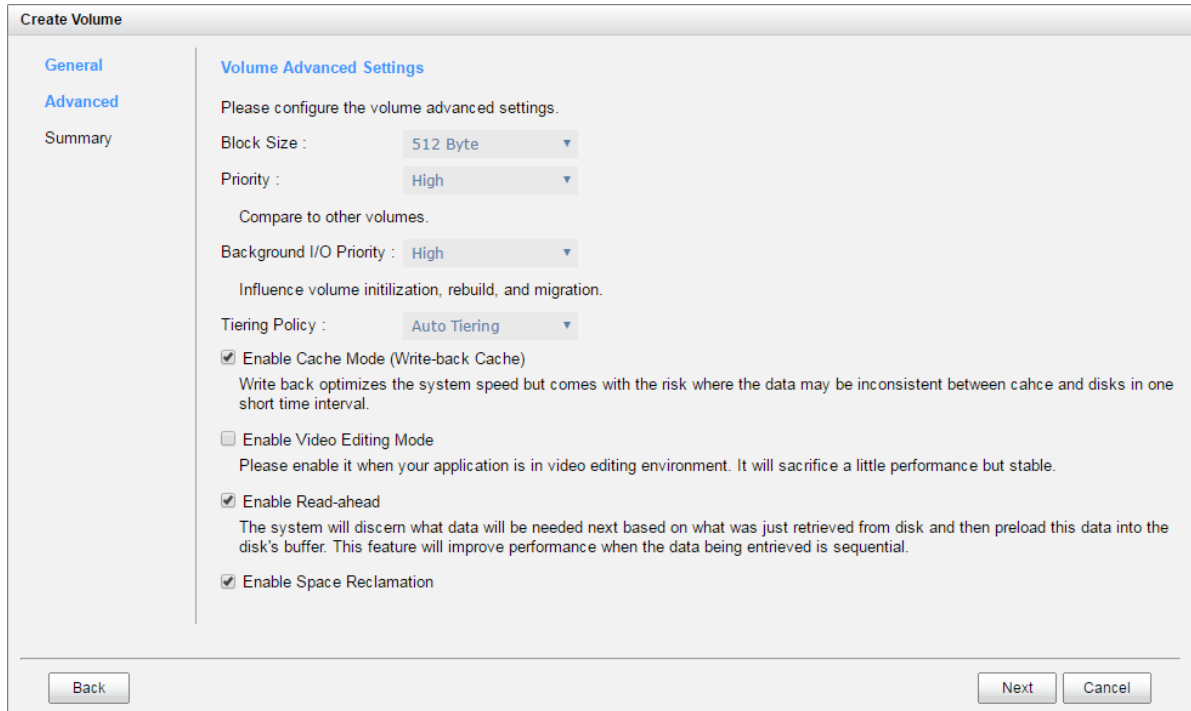 Create Volume
General
Advanced
Summary
Volume Advanced Settings
Please configure the volume advanced settings.
Block Size :
512 Byte
Priority :
High
Compare to other volumes.
Background I/O Priority :
High
Influence volume initilization, rebuild, and migration.
Tiering Policy :
Auto Tiering
Enable Cache Mode (Write-back Cache)
Write back optimizes the system speed but comes with the risk where the data may be inconsistent between cahce and disks in one
short time interval.
Enable Video Editing Mode
Please enable it when your application is in video editing environment. It will sacrifice a little performance but stable.
Enable Read-ahead
The system will discern what data will be needed next based on what was just retrieved from disk and then preload this data into the
disk's buffer. This feature will improve performance when the data being entrieved is sequential.
Enable Space Reclamation
Back
Next
Cancel